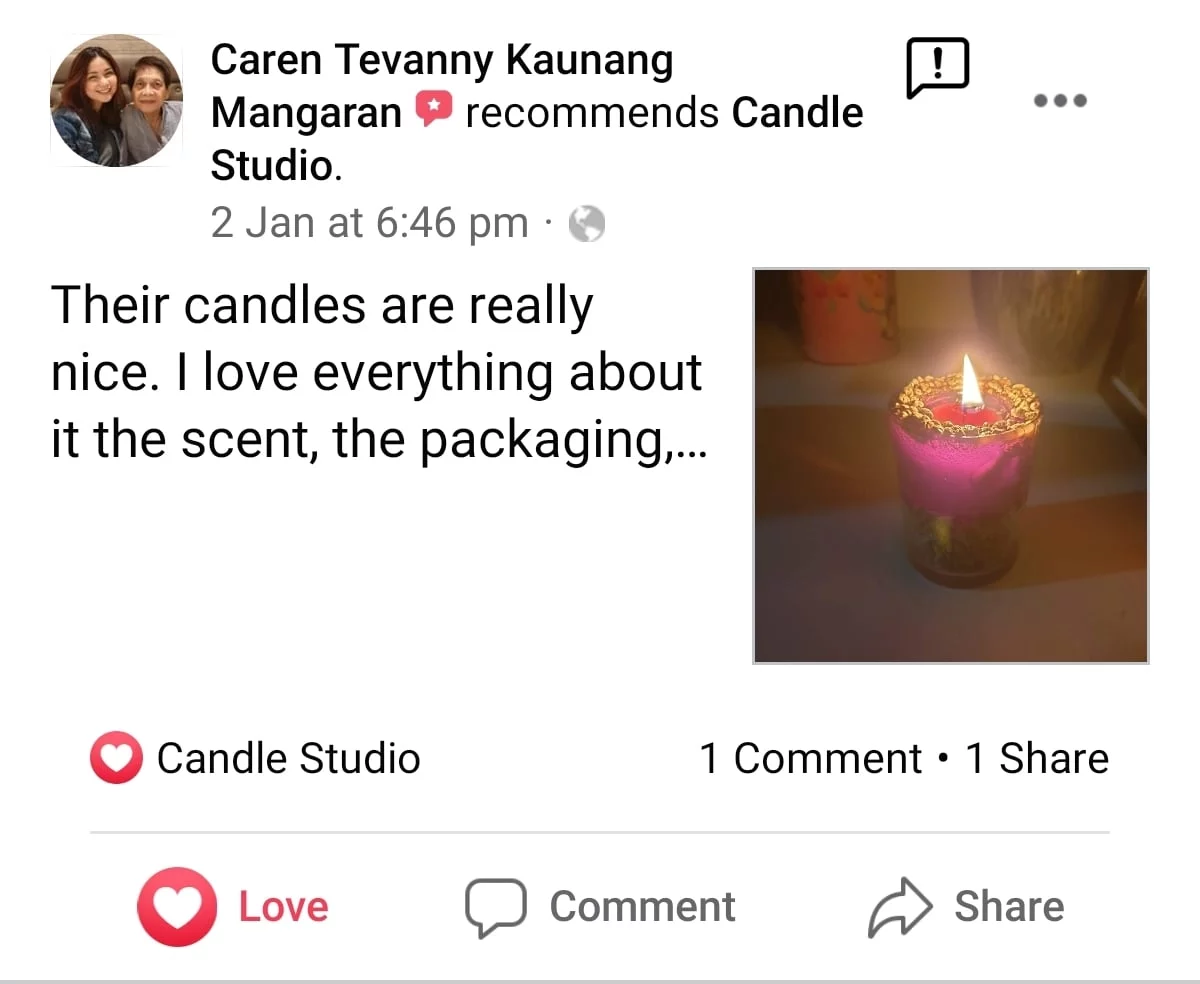 Caren Tevanny Kaunang
Mangaran recommends Candle
Studio.
2 Jan at 6:46 pm ·
Their candles are really
nice. I love everything about
it the scent, the packaging,...
Candle Studio
1 Comment • 1 Share
Love
Comment
Share